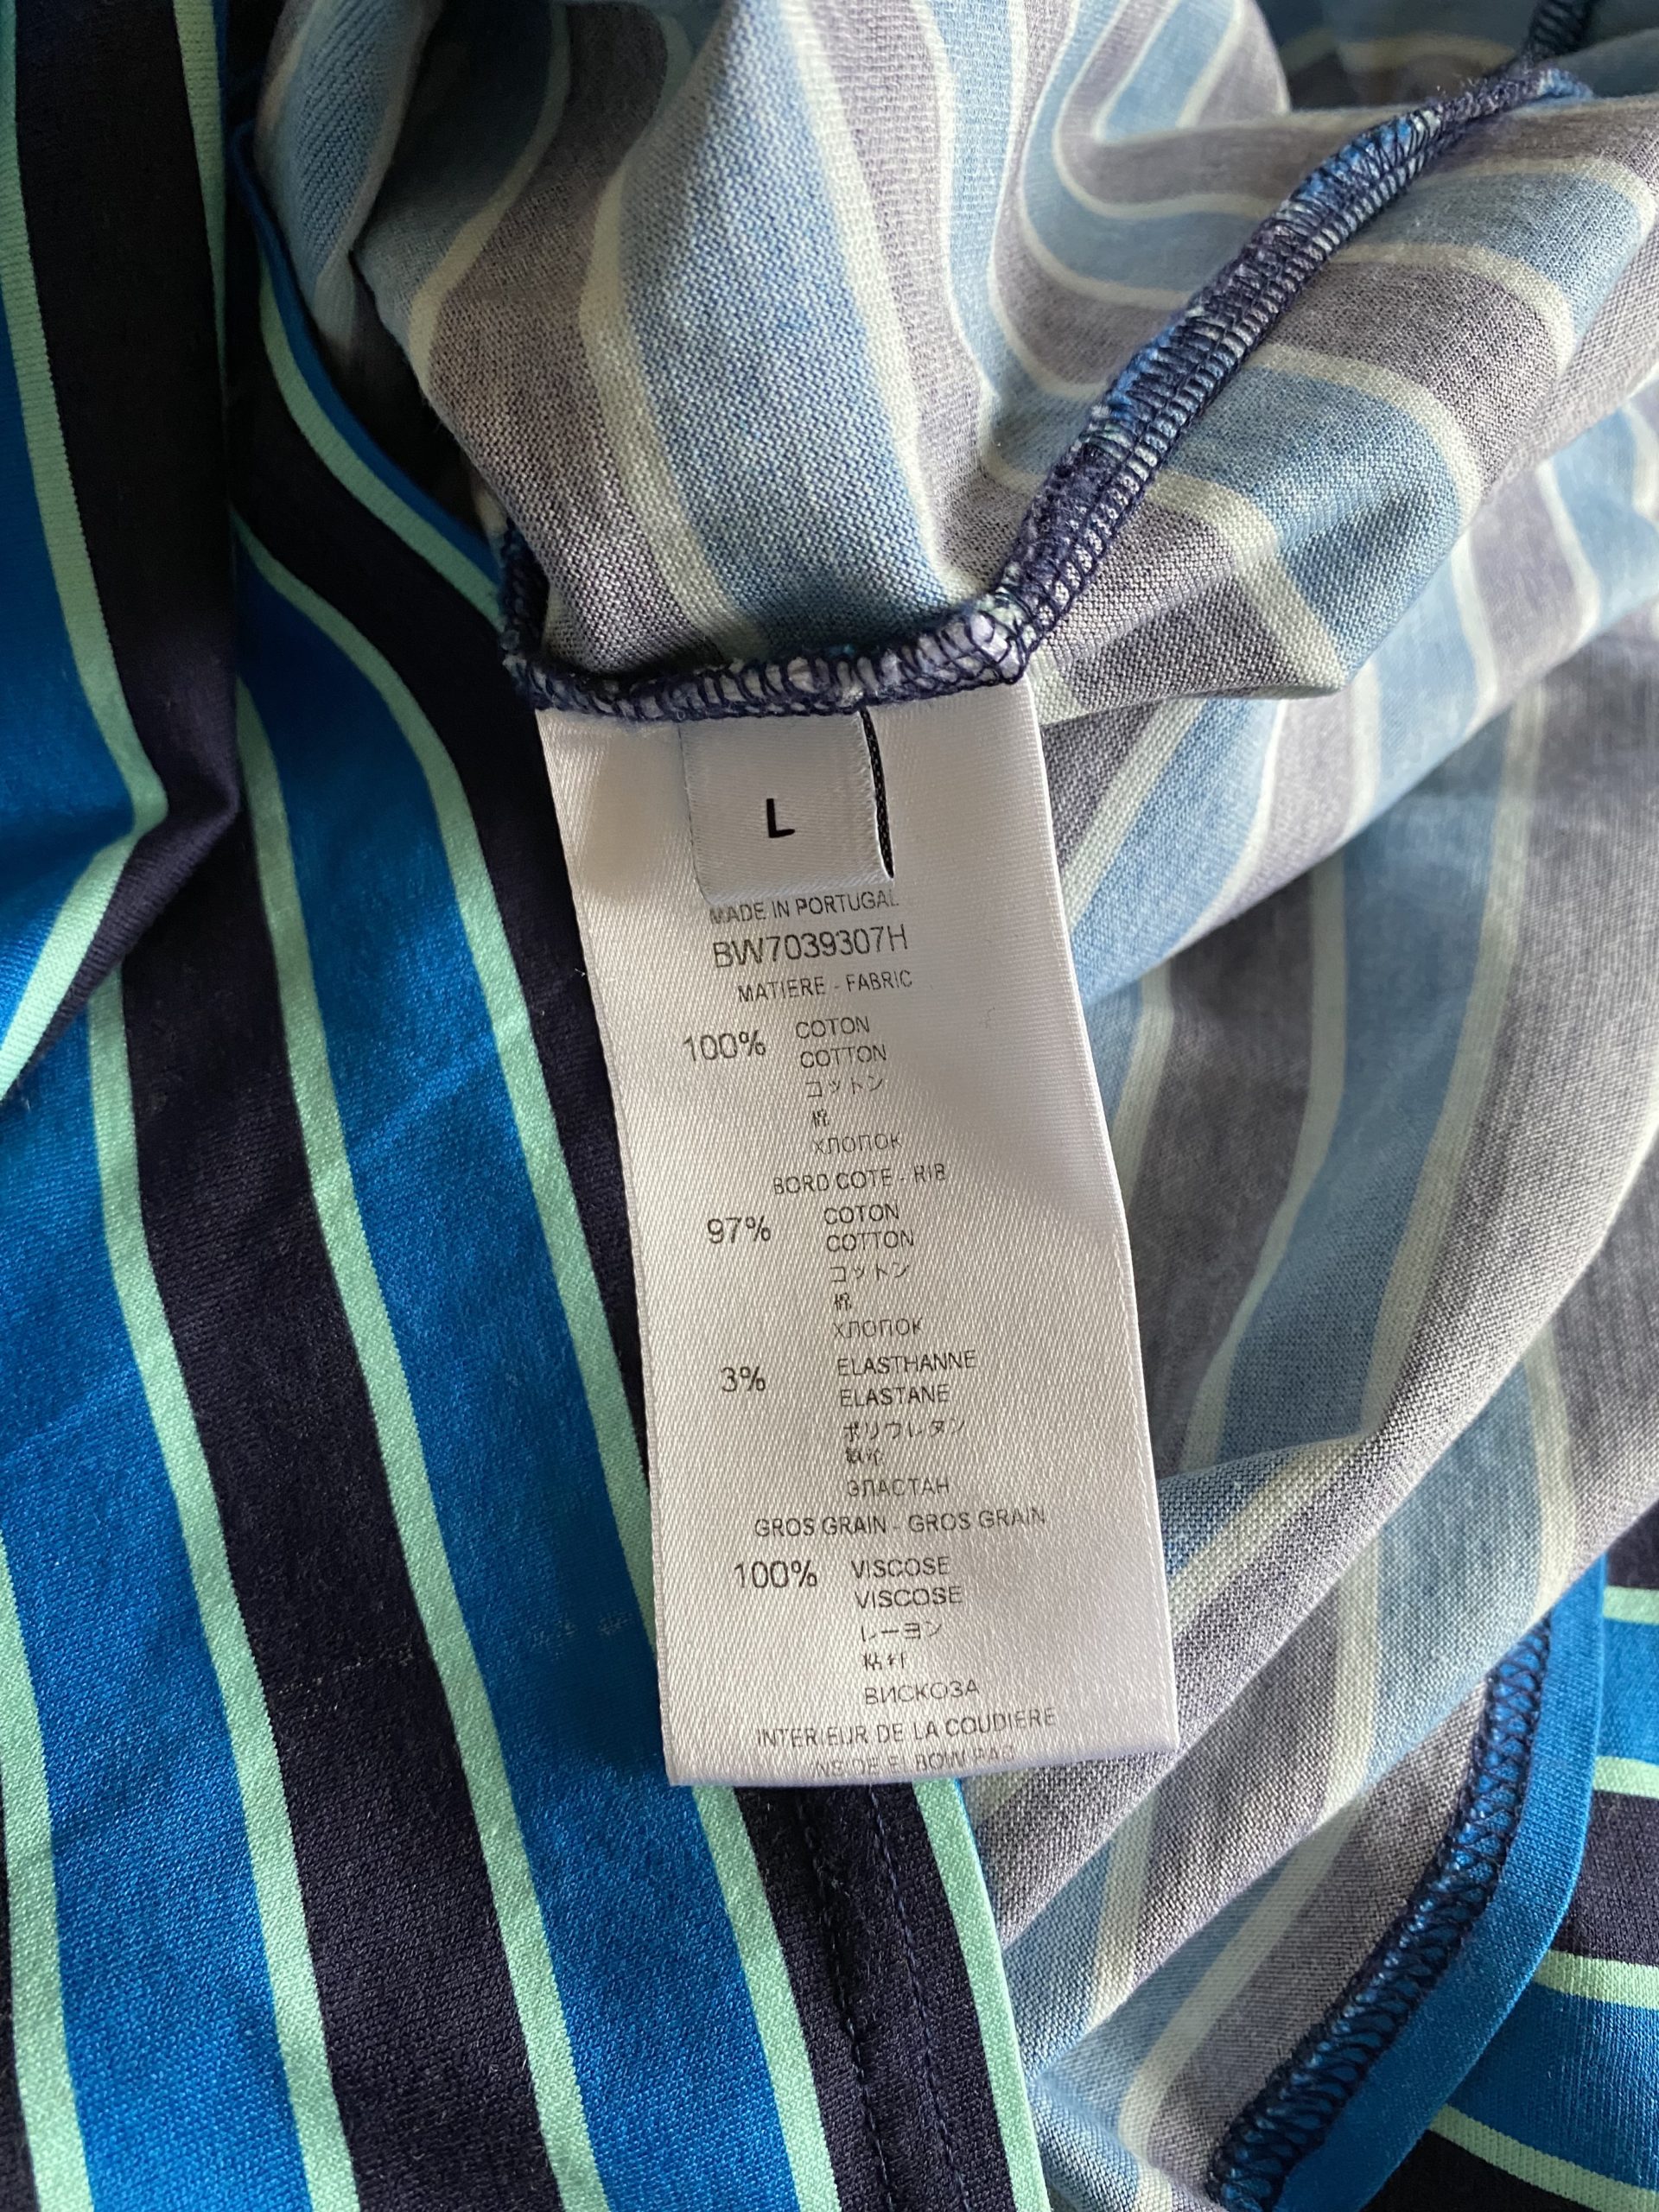 L
MADE IN PORTUGAL
BW7039307H
MATIERE - FABRIC
100% COTON
COTTON
コットン
棉
ХЛОПОК
BORD COTE - RIB
97% COTON
COTTON
コットン
棉
ХЛОПОК
3% ELASTHANNE
ELASTANE
ポリウレタン
ЭЛАСТАН
GROS GRAIN - GROS GRAIN
100% VISCOSE
VISCOSE
レーヨン
粘纤
ВИСКОЗА
INTERIEUR DE LA COUDIERE